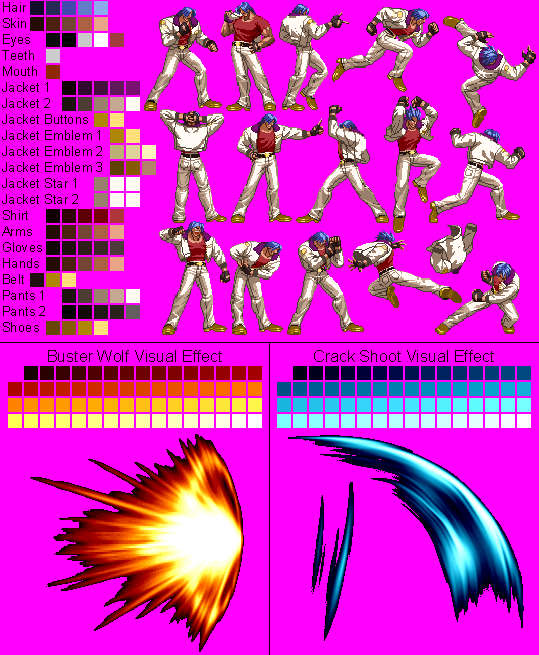 Hair
Skin
Eyes
Teeth
Mouth
Jacket 1
Jacket 2
Jacket Buttons
Jacket Emblem 1
Jacket Emblem 2
Jacket Emblem 3
Jacket Star 1
Jacket Star 2
Shirt
Arms
Gloves
Hands
Belt
Pants 1
Pants 2
Shoes
Buster Wolf Visual Effect
Crack Shoot Visual Effect